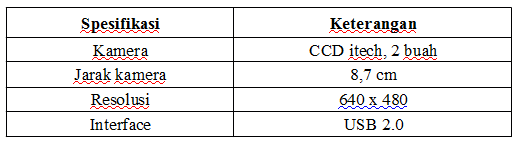 Spesifikasi Keterangan
Kamera CCD itech, 2 buah
Jarak kamera 8,7 cm
Resolusi 640 x 480
Interface USB 2.0